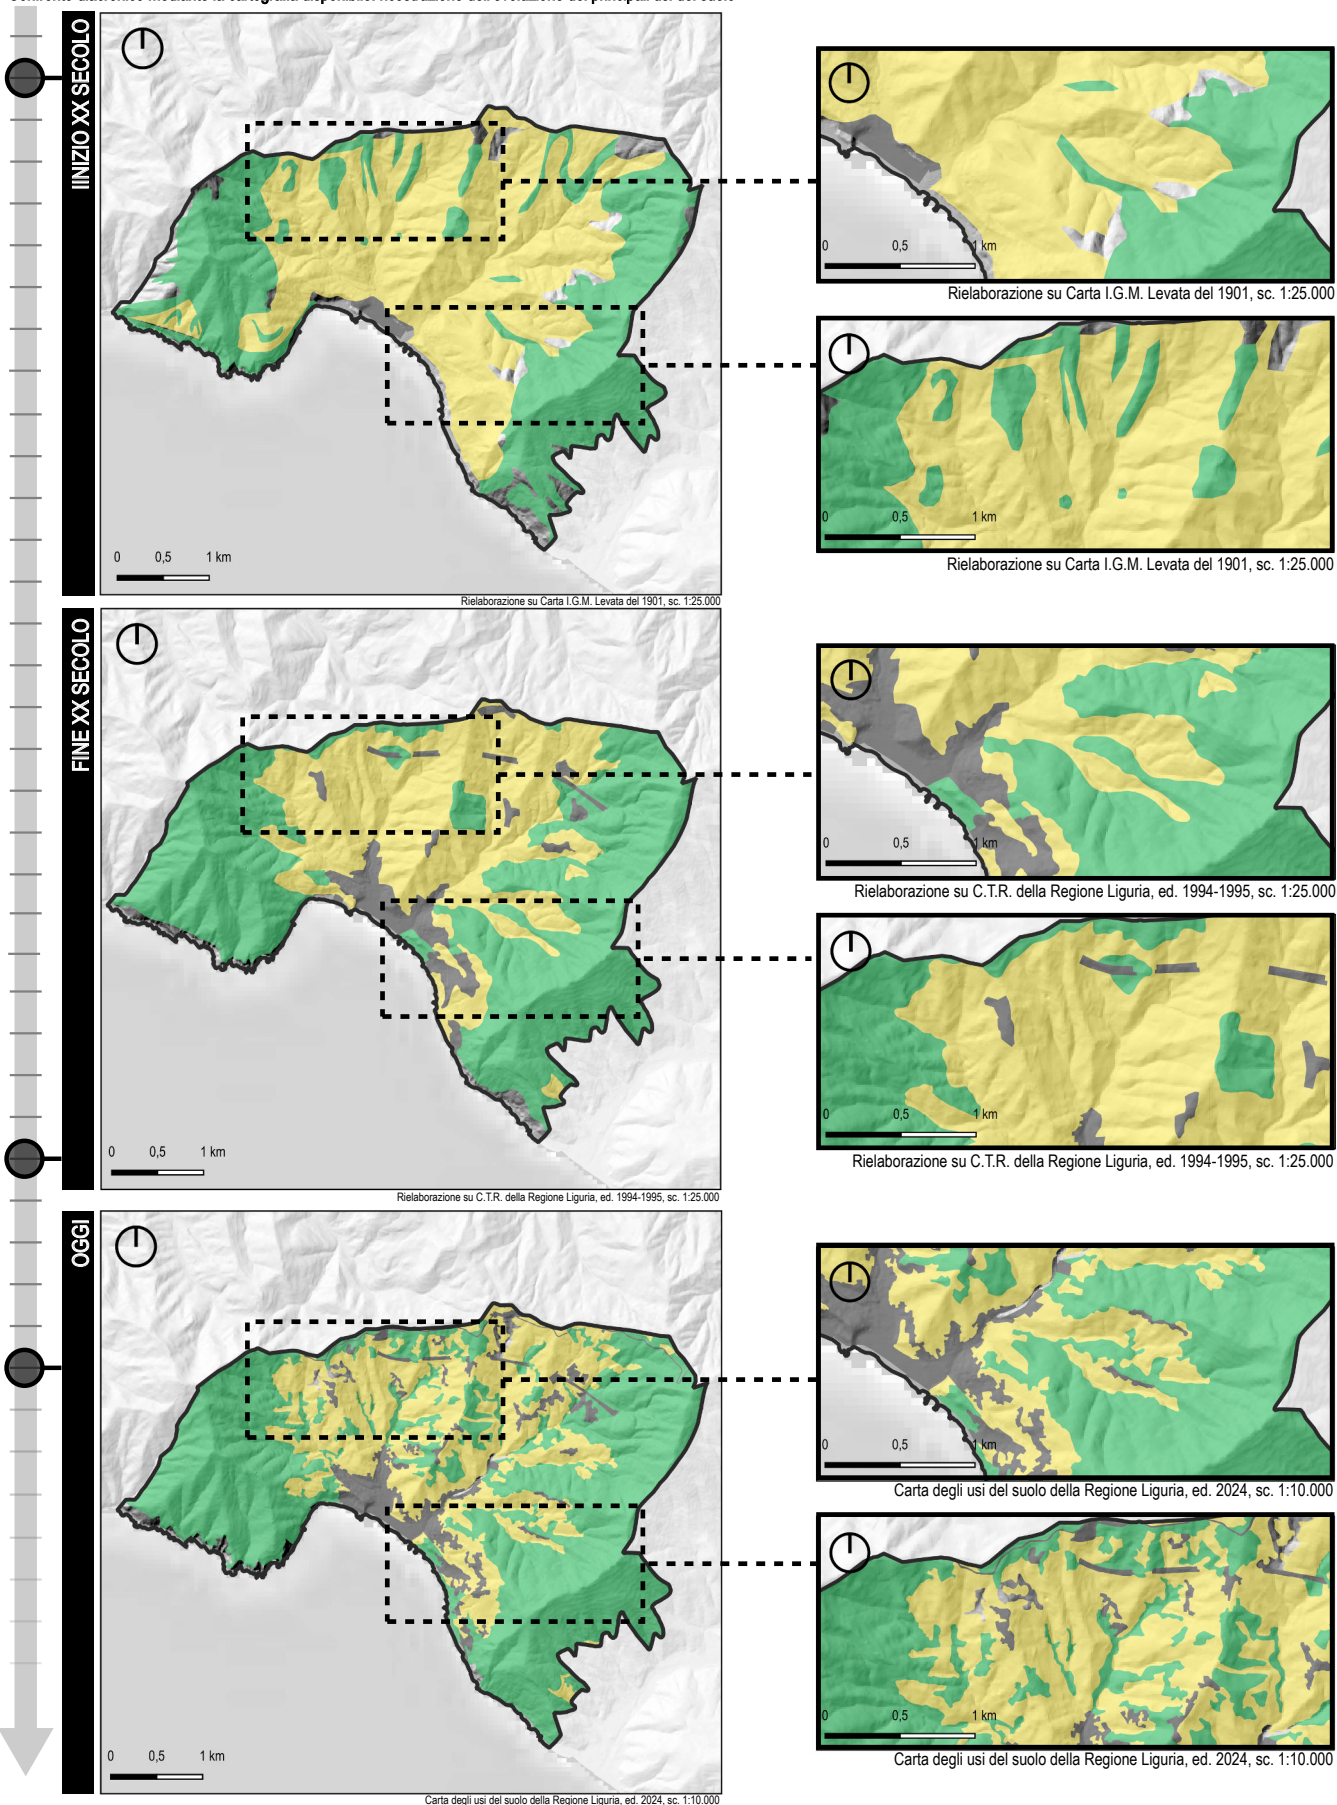 IINIZIO XX SECOLO
0 0,5 1 km
Rielaborazione su Carta I.G.M. Levata del 1901, sc. 1:25.000
0 0,5 1 km
Rielaborazione su Carta I.G.M. Levata del 1901, sc. 1:25.000
0 0,5 1 km
Rielaborazione su Carta I.G.M. Levata del 1901, sc. 1:25.000
FINE XX SECOLO
0 0,5 1 km
Rielaborazione su C.T.R. della Regione Liguria, ed. 1994-1995, sc. 1:25.000
0 0,5 1 km
Rielaborazione su C.T.R. della Regione Liguria, ed. 1994-1995, sc. 1:25.000
0 0,5 1 km
Rielaborazione su C.T.R. della Regione Liguria, ed. 1994-1995, sc. 1:25.000
OGGI
0 0,5 1 km
Carta degli usi del suolo della Regione Liguria, ed. 2024, sc. 1:10.000
0 0,5 1 km
Carta degli usi del suolo della Regione Liguria, ed. 2024, sc. 1:10.000
0 0,5 1 km
Carta degli usi del suolo della Regione Liguria, ed. 2024, sc. 1:10.000